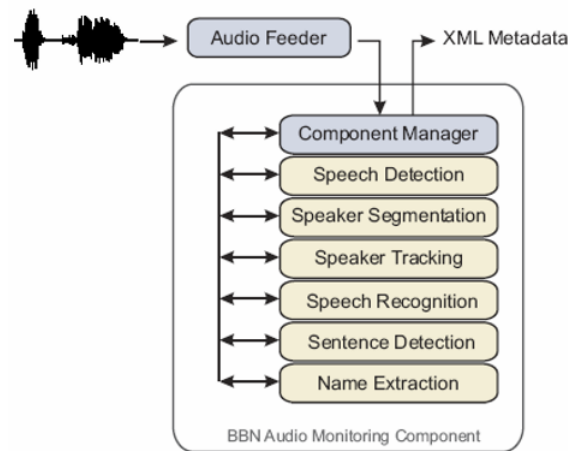 Audio Feeder
XML Metadata
Component Manager
Speech Detection
Speaker Segmentation
Speaker Tracking
Speech Recognition
Sentence Detection
Name Extraction
BBN Audio Monitoring Component